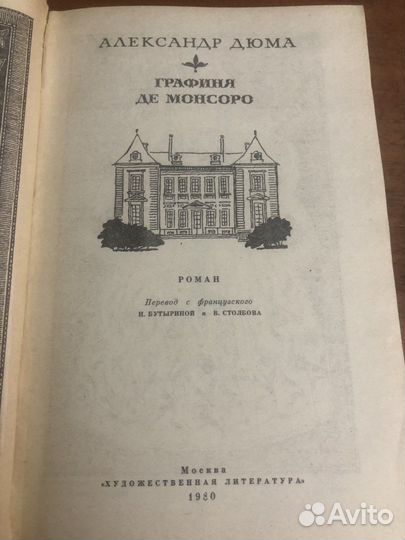 АЛЕКСАНДР ДЮМА
ГРАФИНЯ
ДЕ МОНСОРО
РОМАН
Перевод с французского
Н. БУТЫРИНОЙ и В. СТОЛБОВА
Москва
«ХУДОЖЕСТВЕННАЯ ЛИТЕРАТУРА»
1980
Avito